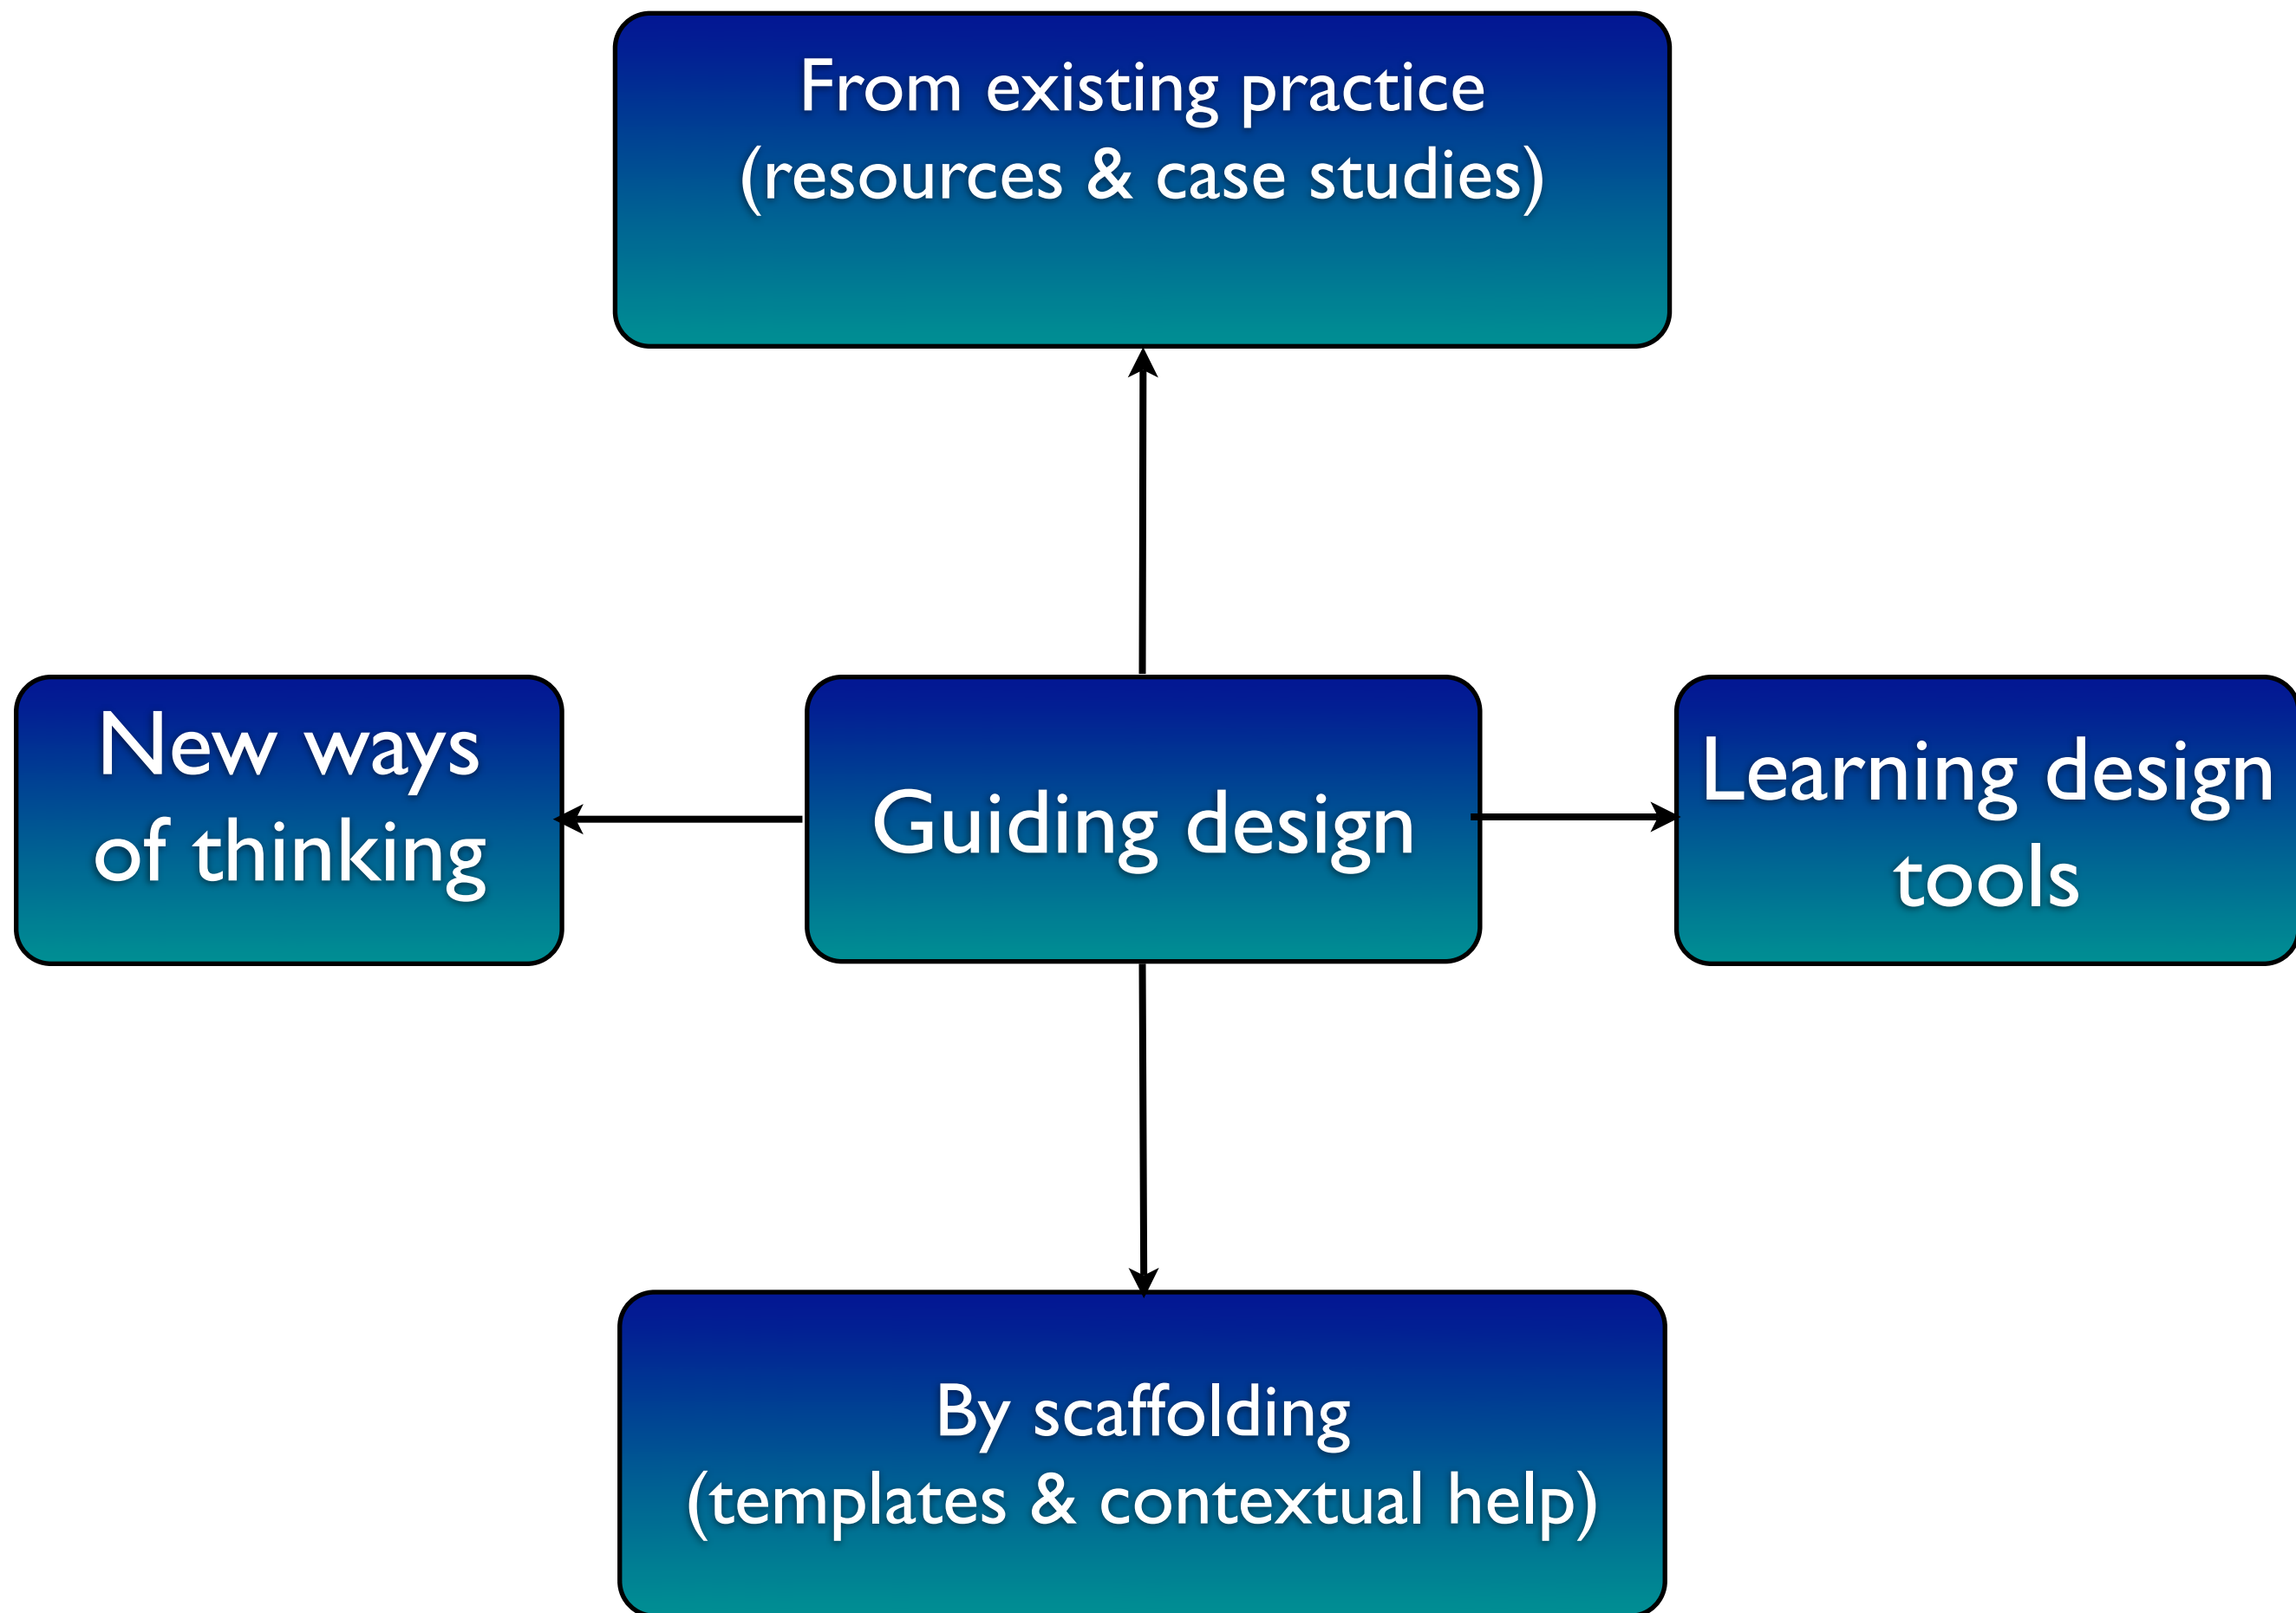 From existing practice
(resources & case studies)
New ways
of thinking
Guiding design
Learning design
tools
By scaffolding
(templates & contextual help)